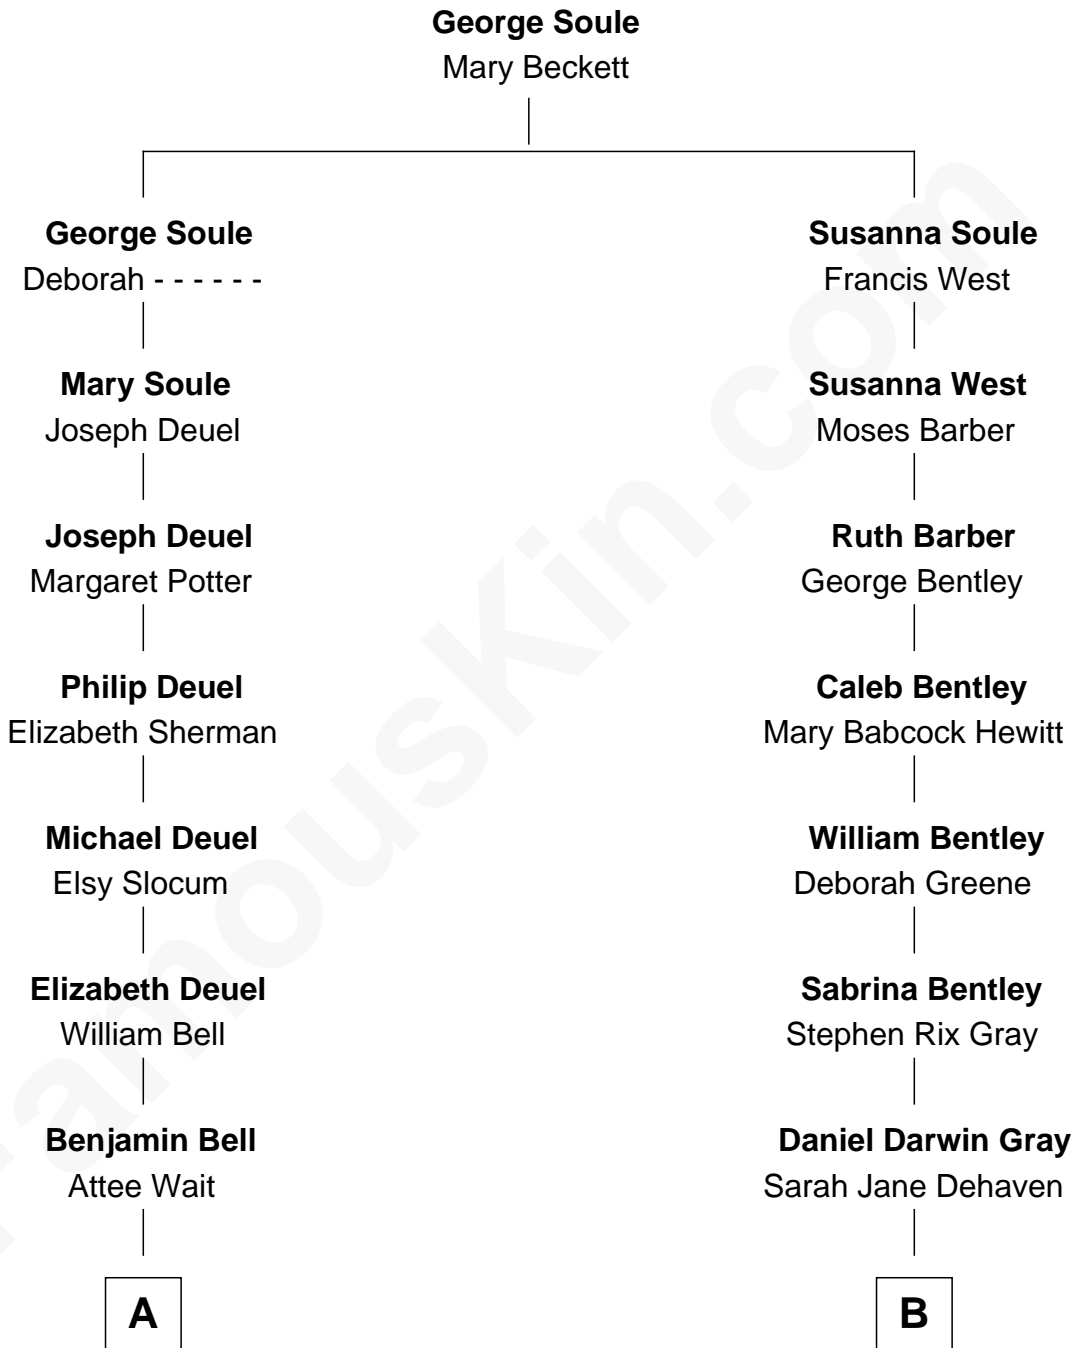 George Soule
Mary Beckett
George Soule
Deborah - - - - - -
Susanna Soule
Francis West
Mary Soule
Joseph Deuel
Susanna West
Moses Barber
Joseph Deuel
Margaret Potter
Ruth Barber
George Bentley
Philip Deuel
Elizabeth Sherman
Caleb Bentley
Mary Babcock Hewitt
Michael Deuel
Elsy Slocum
William Bentley
Deborah Greene
Elizabeth Deuel
William Bell
Sabrina Bentley
Stephen Rix Gray
Benjamin Bell
Attee Wait
Daniel Darwin Gray
Sarah Jane Dehaven
A
B
FamousKin.com